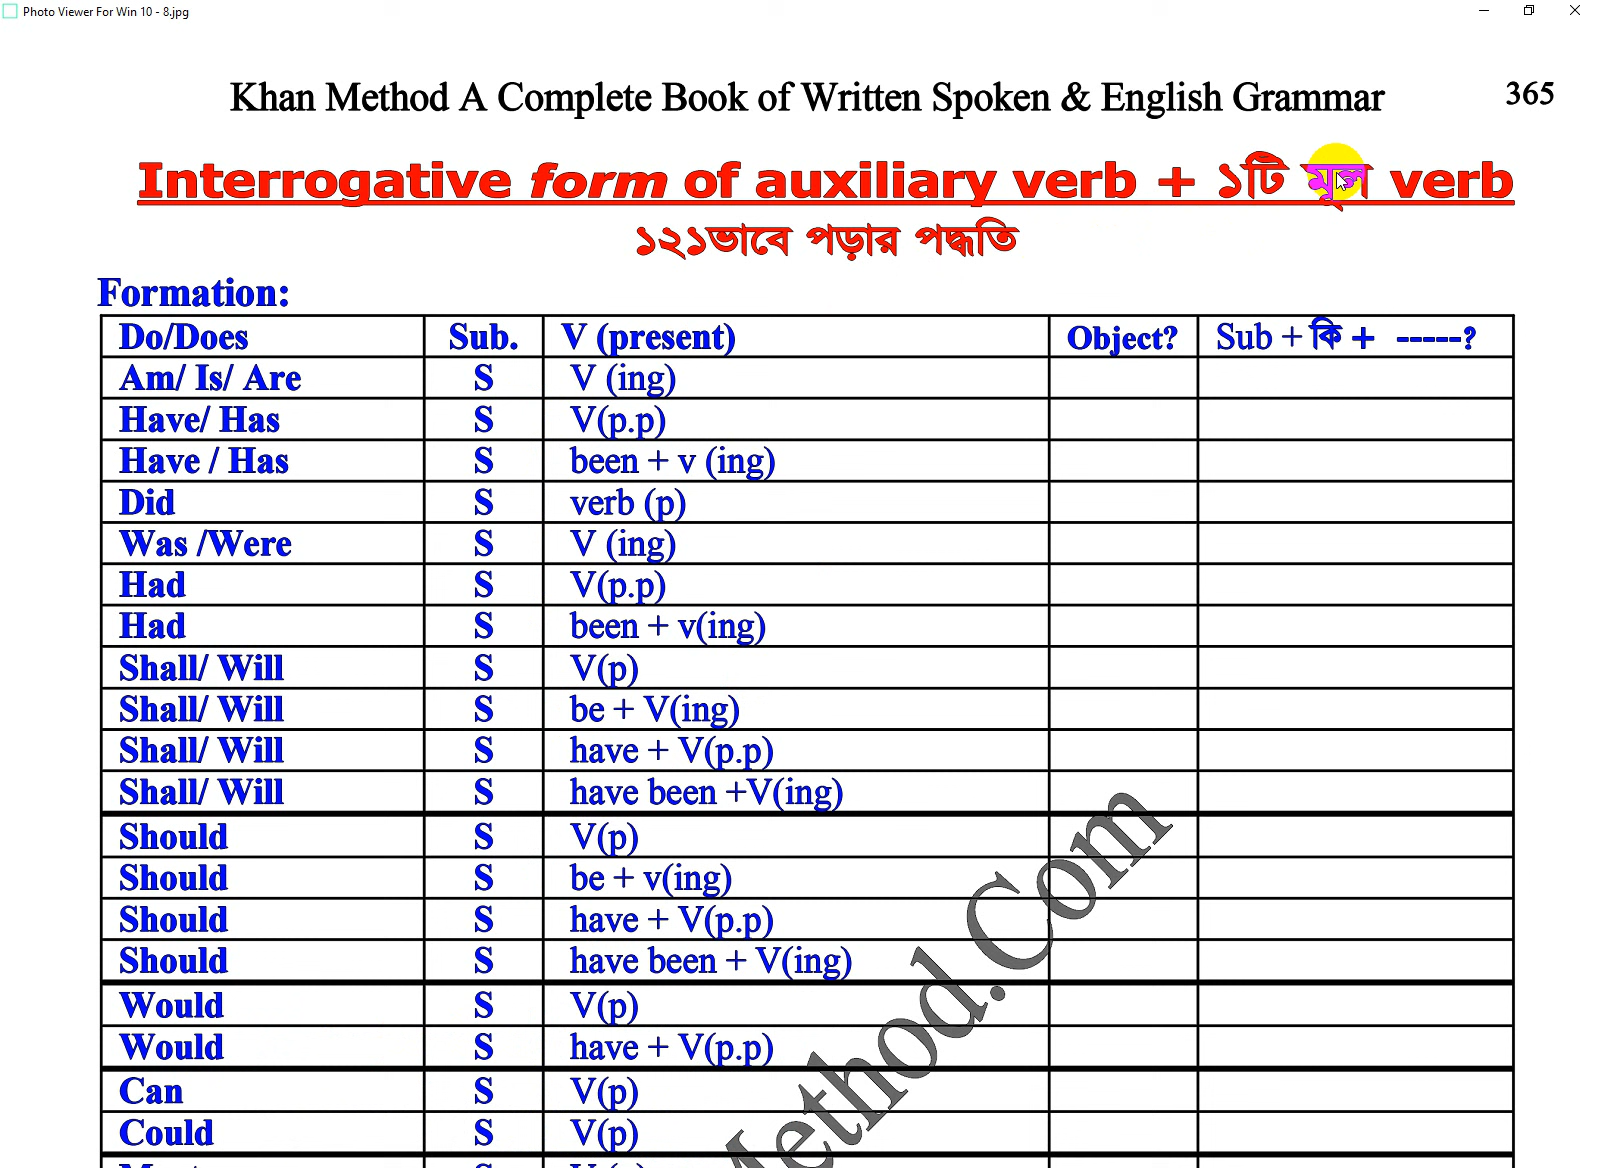 Photo Viewer For Win 10 - 8.jpg
Khan Method A Complete Book of Written Spoken & English Grammar 365
Interrogative form of auxiliary verb + ১টি মূল verb
১২১ভাবে পড়ার পদ্ধতি
Formation:
Do/Does Sub. V (present) Object? Sub + কি + -----?
Am/ Is/ Are S V (ing)
Have/ Has S V(p.p)
Have / Has S been + v (ing)
Did S verb (p)
Was /Were S V (ing)
Had S V(p.p)
Had S been + v(ing)
Shall/ Will S V(p)
Shall/ Will S be + V(ing)
Shall/ Will S have + V(p.p)
Shall/ Will S have been +V(ing)
Should S V(p)
Should S be + v(ing)
Should S have + V(p.p)
Should S have been + V(ing)
Would S V(p)
Would S have + V(p.p)
Can S V(p)
Could S V(p)
Method.Com